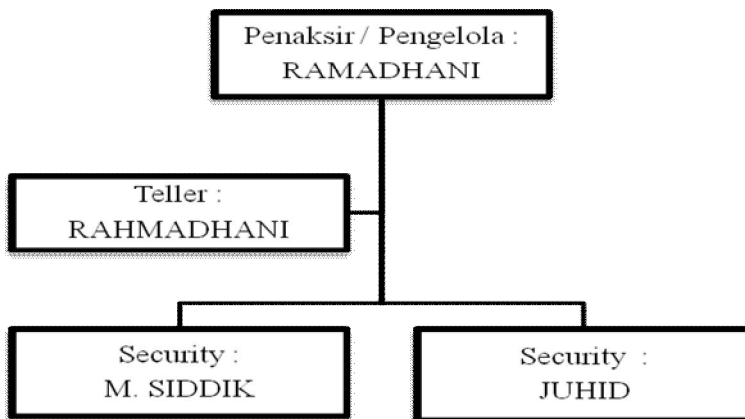 Penaksir / Pengelola :
RAMADHANI
Teller :
RAHMADHANI
Security :
M. SIDDIK
Security :
JUHID